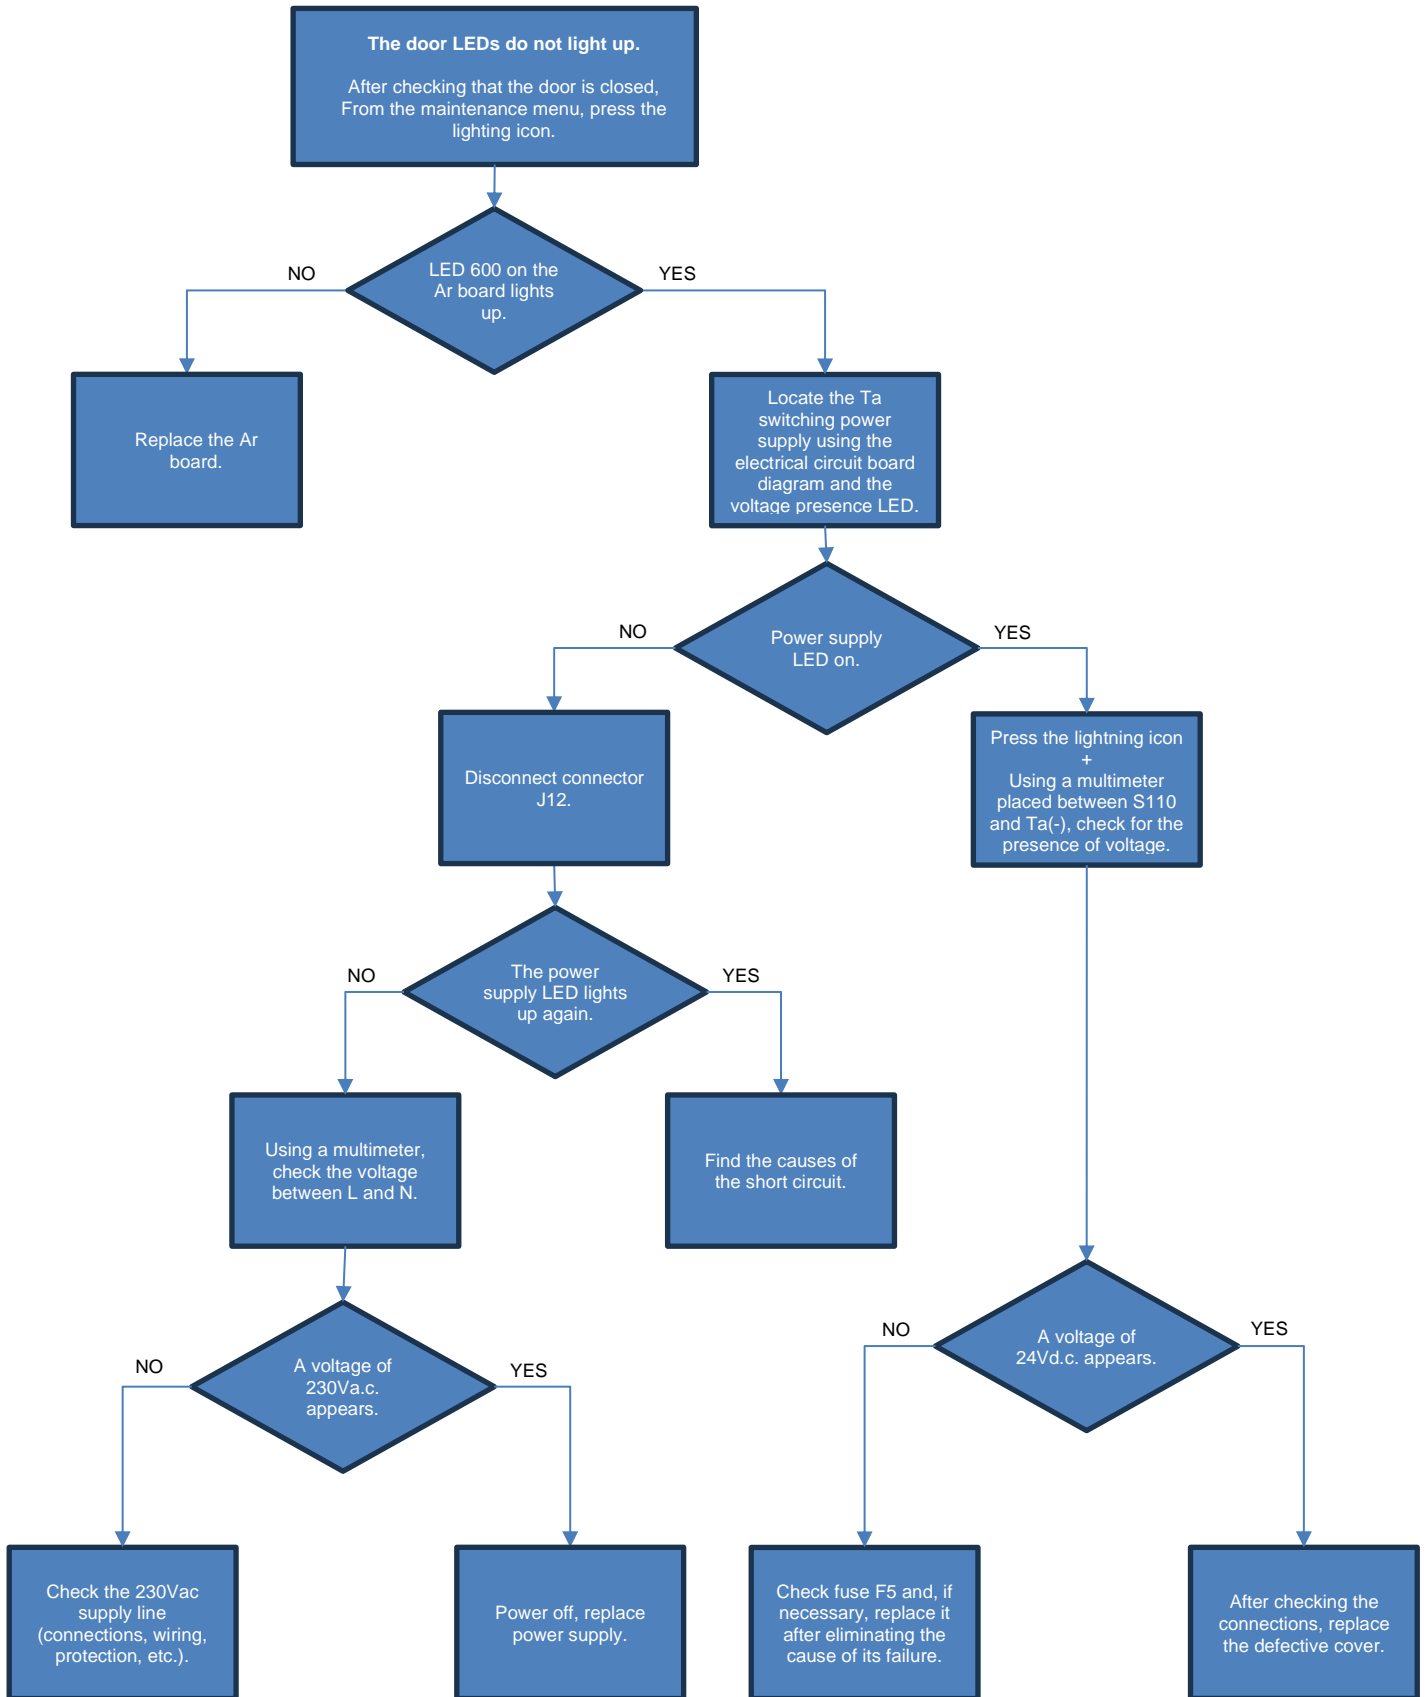 The door LEDs do not light up.
After checking that the door is closed,
From the maintenance menu, press the
lighting icon.
LED 600 on the
Ar board lights
up.
NO
YES
Replace the Ar
board.
Locate the Ta
switching power
supply using the
electrical circuit board
diagram and the
voltage presence LED.
Power supply
LED on.
NO
YES
Disconnect connector
J12.
Press the lightning icon
+
Using a multimeter
placed between S110
and Ta(-), check for the
presence of voltage.
The power
supply LED lights
up again.
NO
YES
Using a multimeter,
check the voltage
between L and N.
Find the causes of
the short circuit.
A voltage of
230Va.c.
appears.
NO
YES
A voltage of
24Vd.c. appears.
NO
YES
Check the 230Vac
supply line
(connections, wiring,
protection, etc.).
Power off, replace
power supply.
Check fuse F5 and, if
necessary, replace it
after eliminating the
cause of its failure.
After checking the
connections, replace
the defective cover.